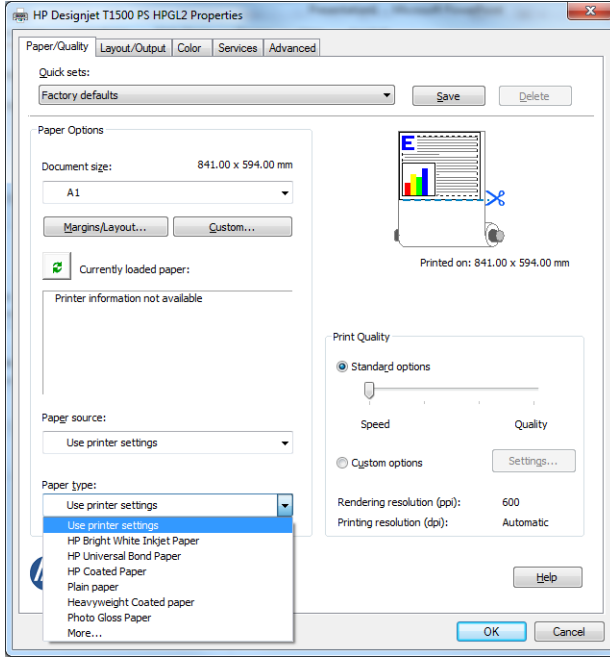 HP Designjet T1500 PS HPGL2 Properties
Paper/Quality Layout/Output Color Services Advanced
Quick sets:
Factory defaults
Save
Delete
Paper Options
Document size: 841.00 x 594.00 mm
A1
Margins/Layout...
Custom...
Currently loaded paper:
Printer information not available
Paper source:
Use printer settings
Paper type:
Use printer settings
Use printer settings
HP Bright White Inkjet Paper
HP Universal Bond Paper
HP Coated Paper
Plain paper
Heavyweight Coated paper
Photo Gloss Paper
More...
E
Printed on: 841.00 x 594.00 mm
Print Quality
Standard options
Speed Quality
Custom options
Settings...
Rendering resolution (ppi): 600
Printing resolution (dpi): Automatic
Help
OK
Cancel